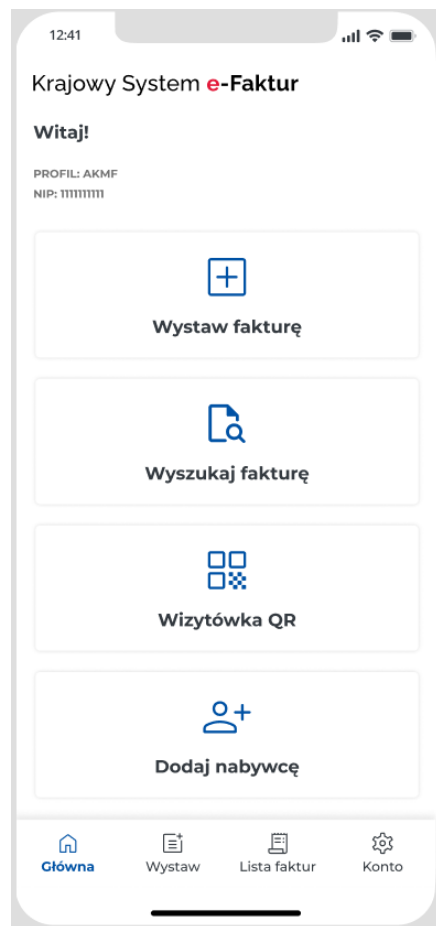 12:41
Krajowy System e-Faktur
Witaj!
PROFIL: AKMF
NIP: 1111111111
Wystaw fakturę
Wyszukaj fakturę
Wizytówka QR
Dodaj nabywcę
Główna Wystaw Lista faktur Konto